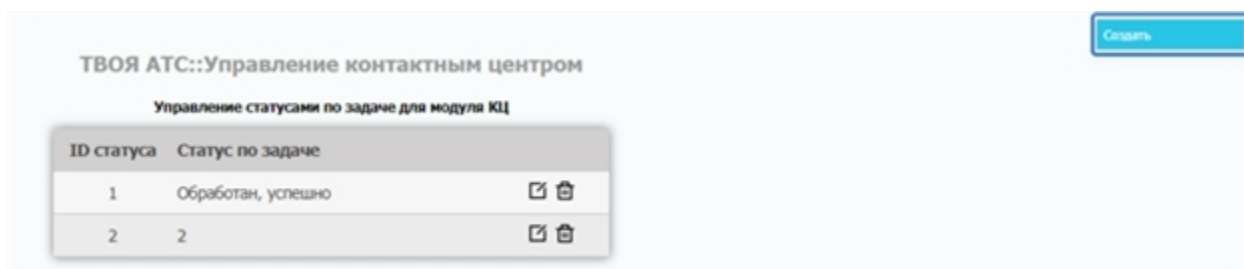 Создать
ТВОЯ АТС::Управление контактным центром
Управление статусами по задаче для модуля КЦ
ID статуса Статус по задаче
1 Обработан, успешно
2 2